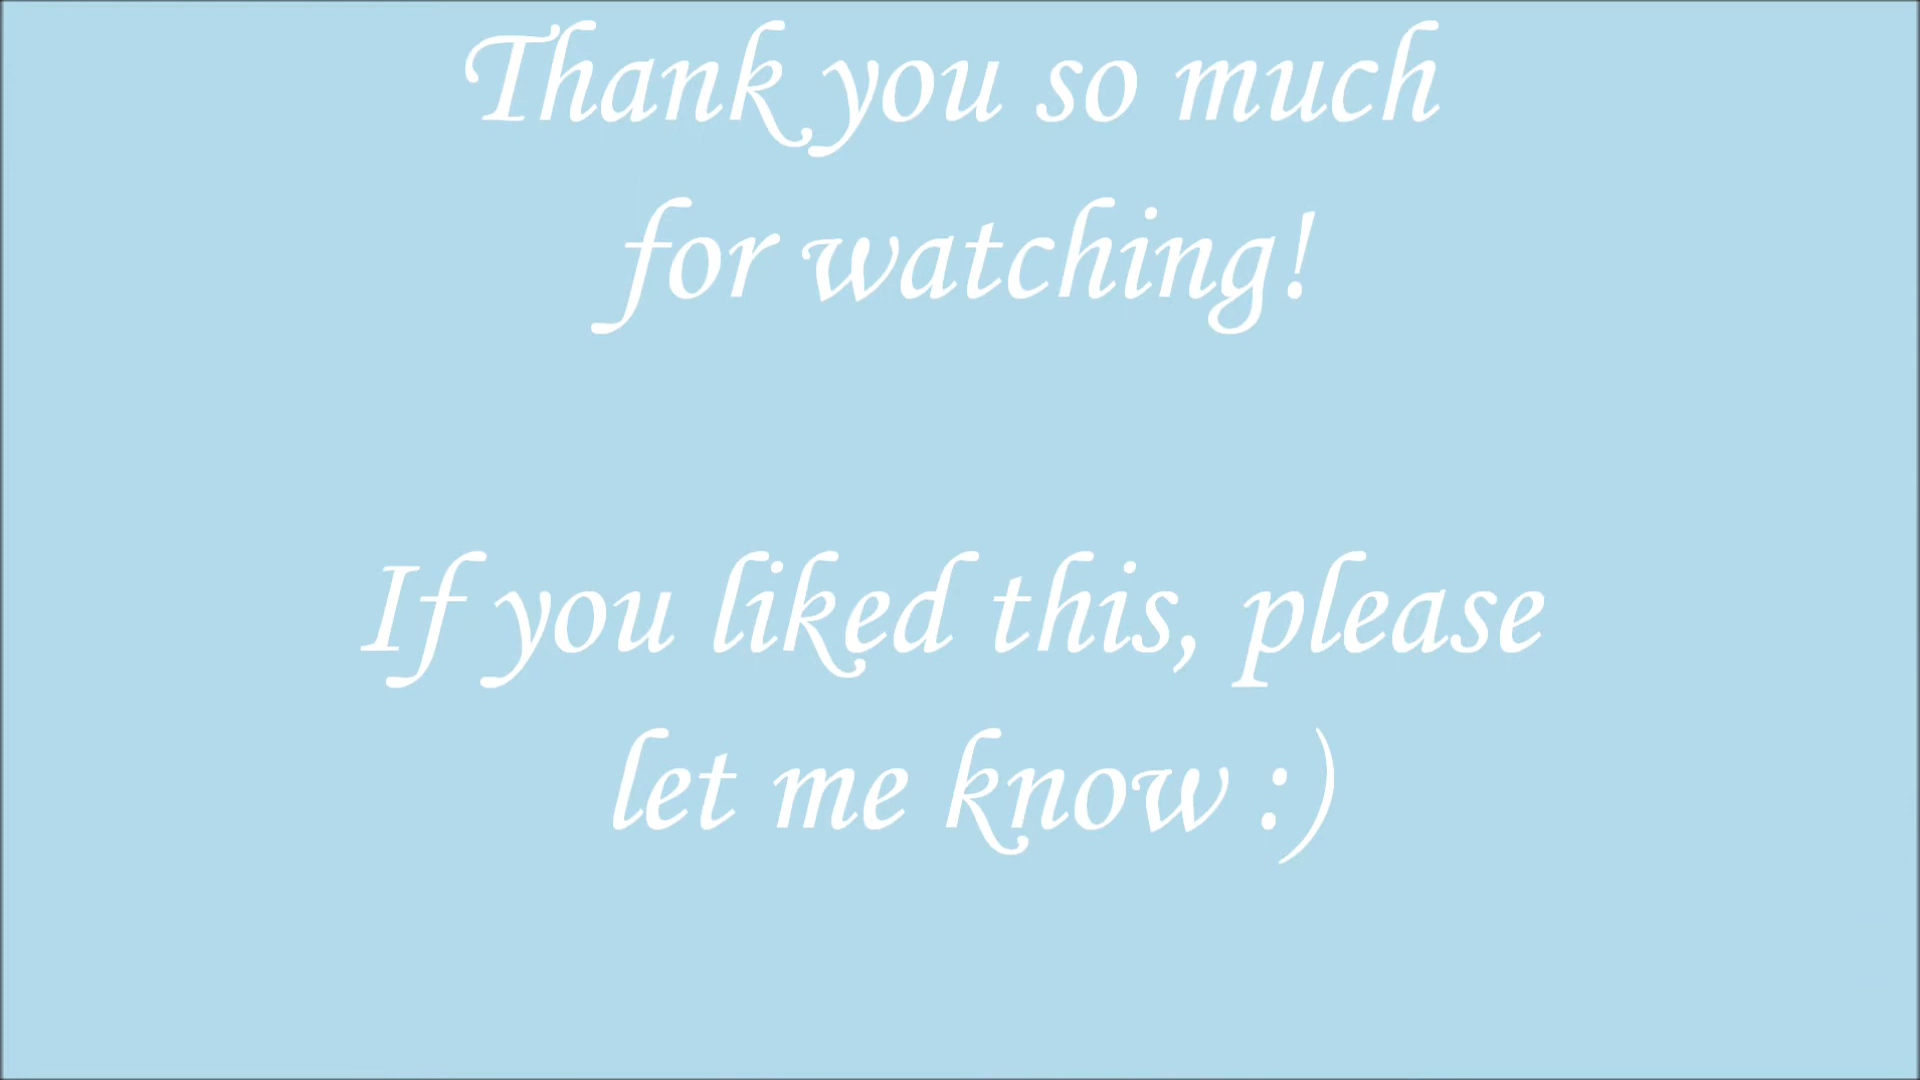 Thank you so much
for watching!
If you liked this, please
let me know :)